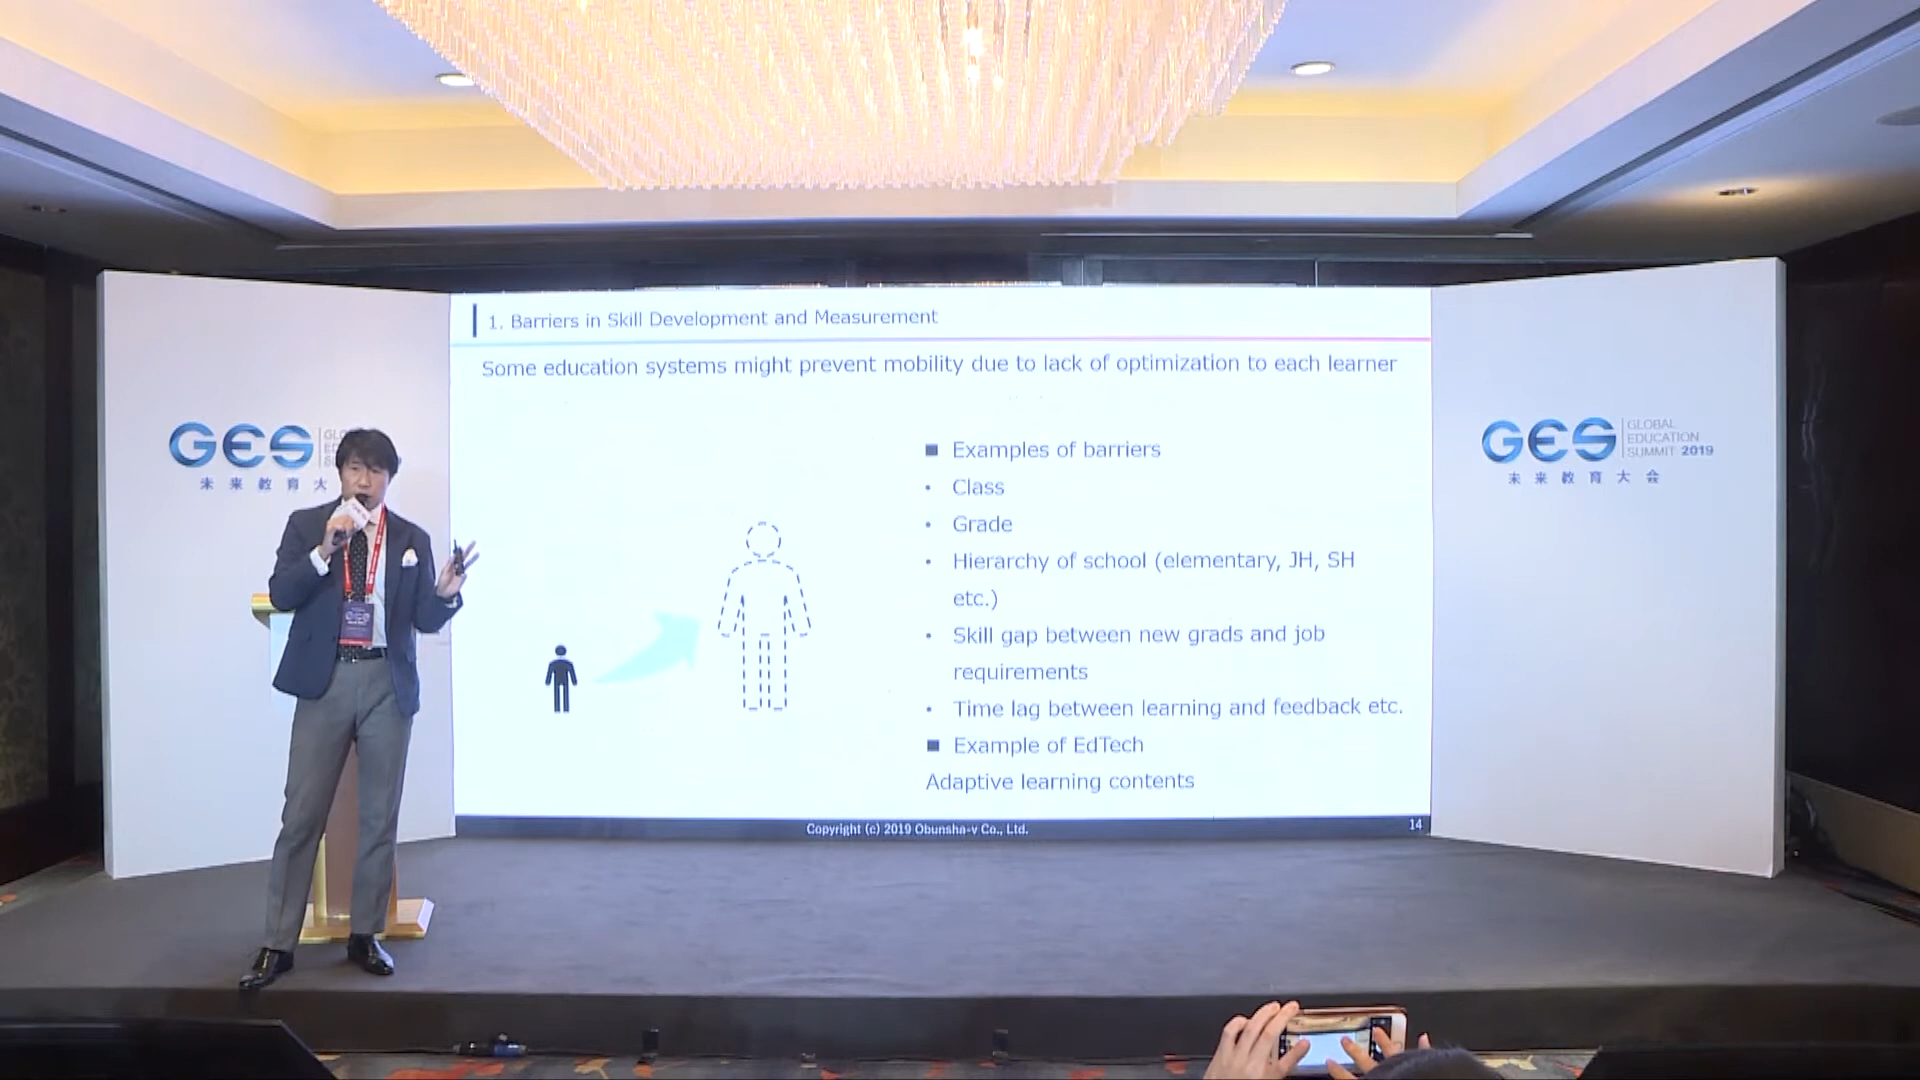 1. Barriers in Skill Development and Measurement
Some education systems might prevent mobility due to lack of optimization to each learner
■ Examples of barriers
• Class
• Grade
• Hierarchy of school (elementary, JH, SH
etc.)
• Skill gap between new grads and job
requirements
• Time lag between learning and feedback etc.
■ Example of EdTech
Adaptive learning contents
Copyright (c) 2019 Obunsha-v Co., Ltd.
14
GES
未来教育大
GES
GLOBAL
EDUCATION
SUMMIT 2019
未来教育大会